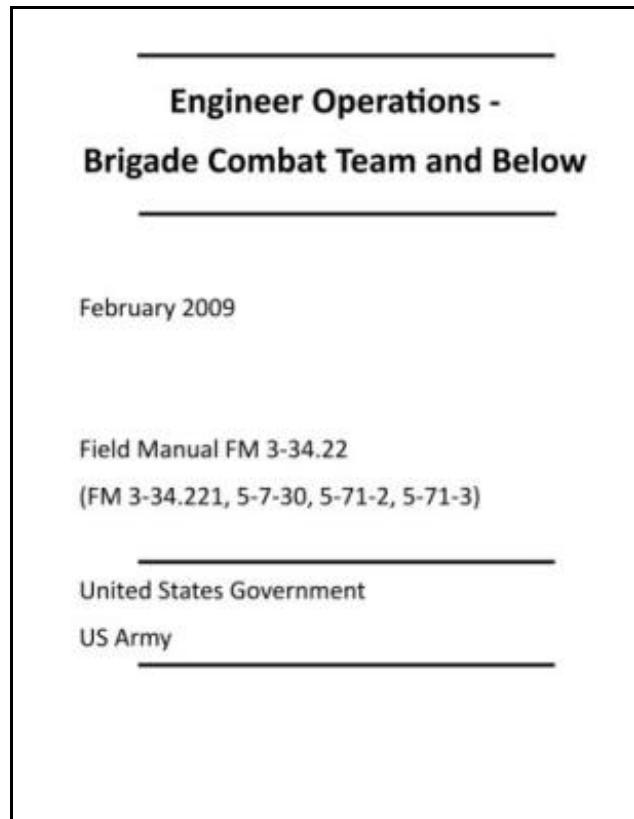 Engineer Operations -
Brigade Combat Team and Below
February 2009
Field Manual FM 3-34.22
(FM 3-34.221, 5-7-30, 5-71-2, 5-71-3)
United States Government
US Army